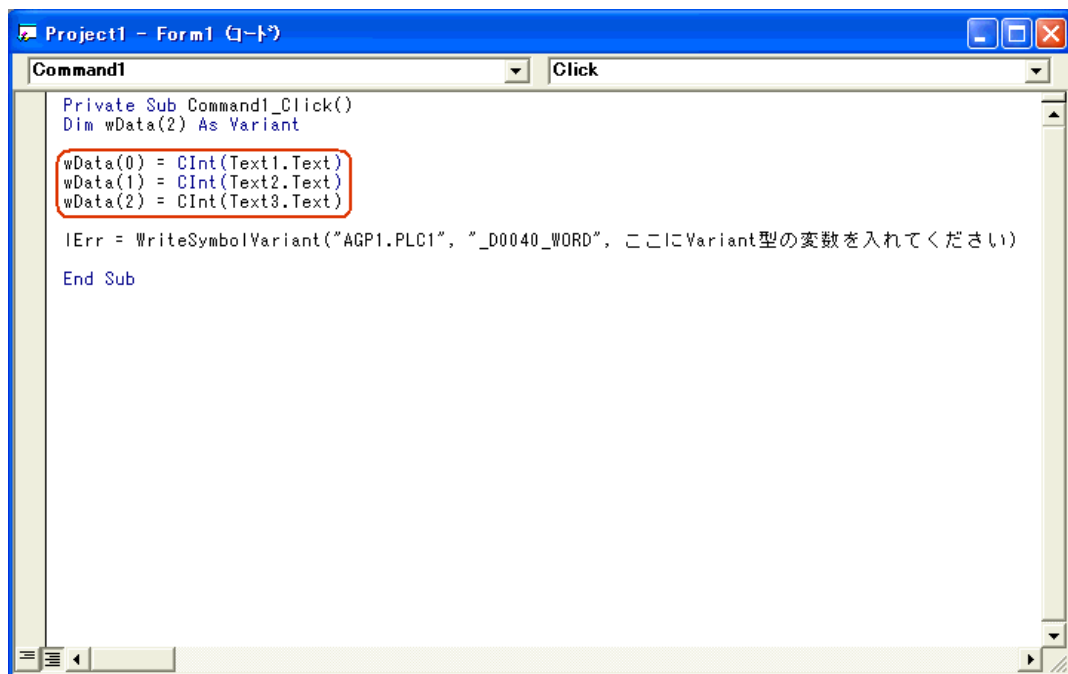 Project1 - Form1 (コード)
Command1 Click
Private Sub Command1_Click()
Dim wData(2) As Variant
wData(0) = CInt(Text1.Text)
wData(1) = CInt(Text2.Text)
wData(2) = CInt(Text3.Text)
lErr = WriteSymbolVariant("AGP1.PLC1", "_D0040_WORD", ここにVariant型の変数を入れてください)
End Sub